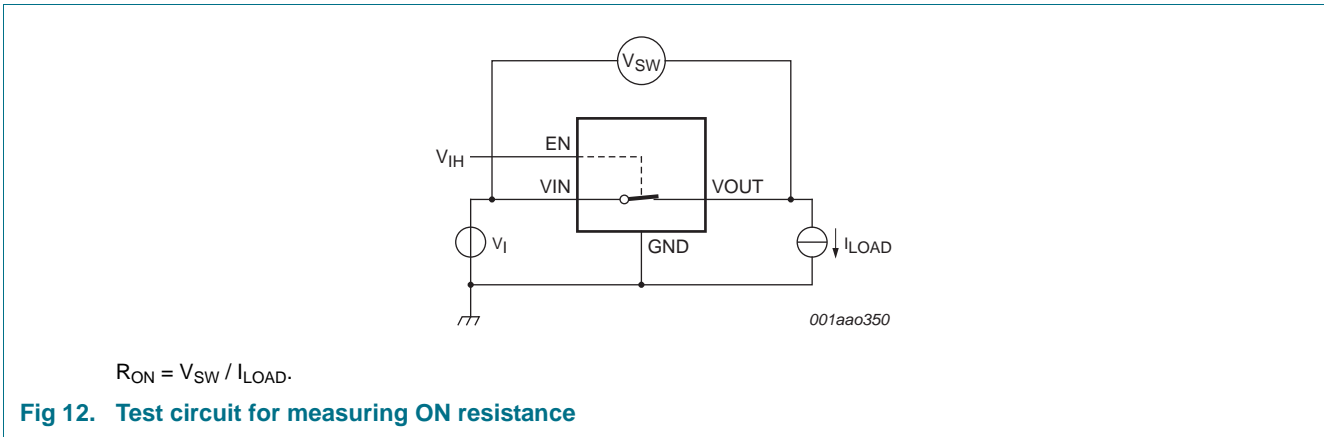 VSW
EN
VIH
VIN
VOUT
VI
GND
ILOAD
001aao350
RON = VSW / ILOAD.
Fig 12. Test circuit for measuring ON resistance